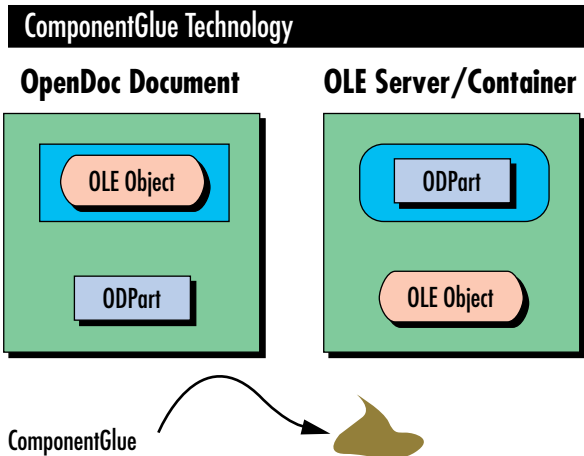 ComponentGlue Technology
OpenDoc Document
OLE Server/Container
OLE Object
ODPart
ODPart
OLE Object
ComponentGlue